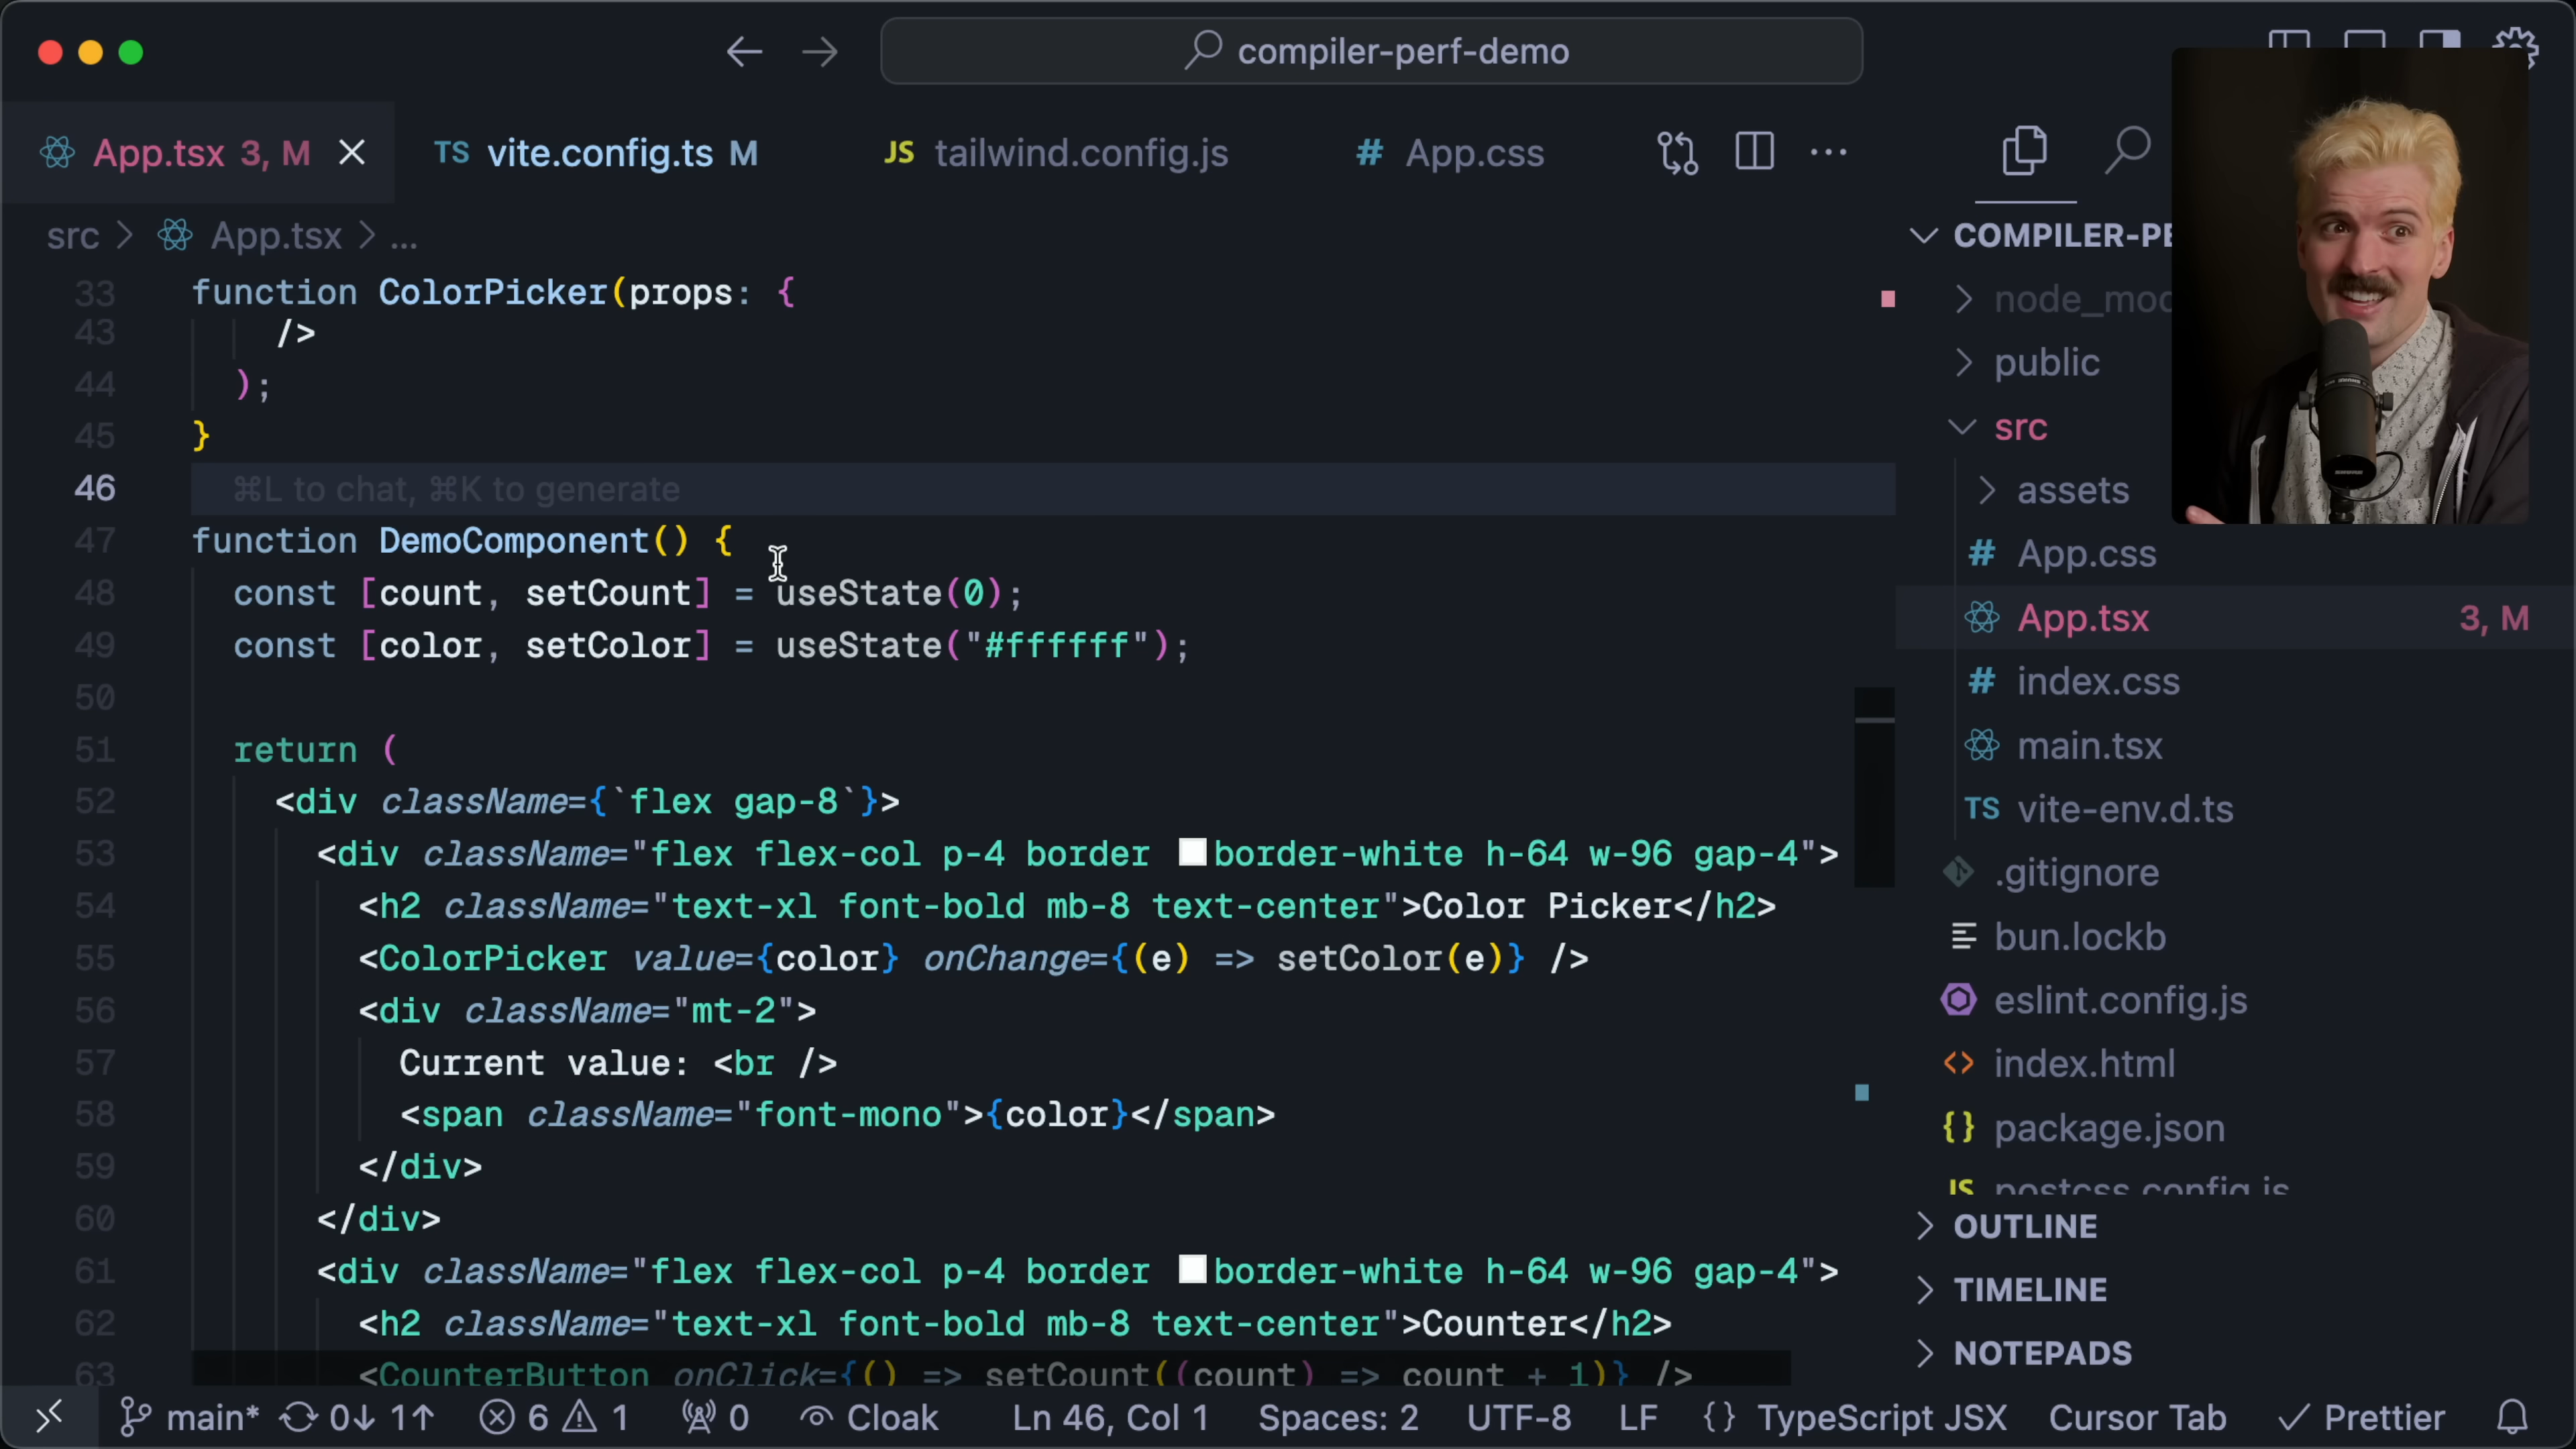 compiler-perf-demo
App.tsx 3, M
TS vite.config.ts M
JS tailwind.config.js
# App.css
src > App.tsx > ...
33 function ColorPicker(props: {
43 />
44 );
45 }
46 ⌘L to chat, ⌘K to generate
47 function DemoComponent() {
48 const [count, setCount] = useState(0);
49 const [color, setColor] = useState("#ffffff");
50
51 return (
52 <div className={`flex gap-8`}>
53 <div className="flex flex-col p-4 border border-white h-64 w-96 gap-4">
54 <h2 className="text-xl font-bold mb-8 text-center">Color Picker</h2>
55 <ColorPicker value={color} onChange={(e) => setColor(e)} />
56 <div className="mt-2">
57 Current value: <br />
58 <span className="font-mono">{color}</span>
59 </div>
60 </div>
61 <div className="flex flex-col p-4 border border-white h-64 w-96 gap-4">
62 <h2 className="text-xl font-bold mb-8 text-center">Counter</h2>
63 <CounterButton onClick={() => setCount((count) => count + 1)} />
COMPILER-PE
node_mod
public
src
assets
# App.css
App.tsx 3, M
# index.css
main.tsx
TS vite-env.d.ts
.gitignore
bun.lockb
eslint.config.js
<> index.html
{} package.json
JS postcss.config.js
OUTLINE
TIMELINE
NOTEPADS
main* 0↓ 1↑ 6 1 0 Cloak Ln 46, Col 1 Spaces: 2 UTF-8 LF {} TypeScript JSX Cursor Tab ✓ Prettier